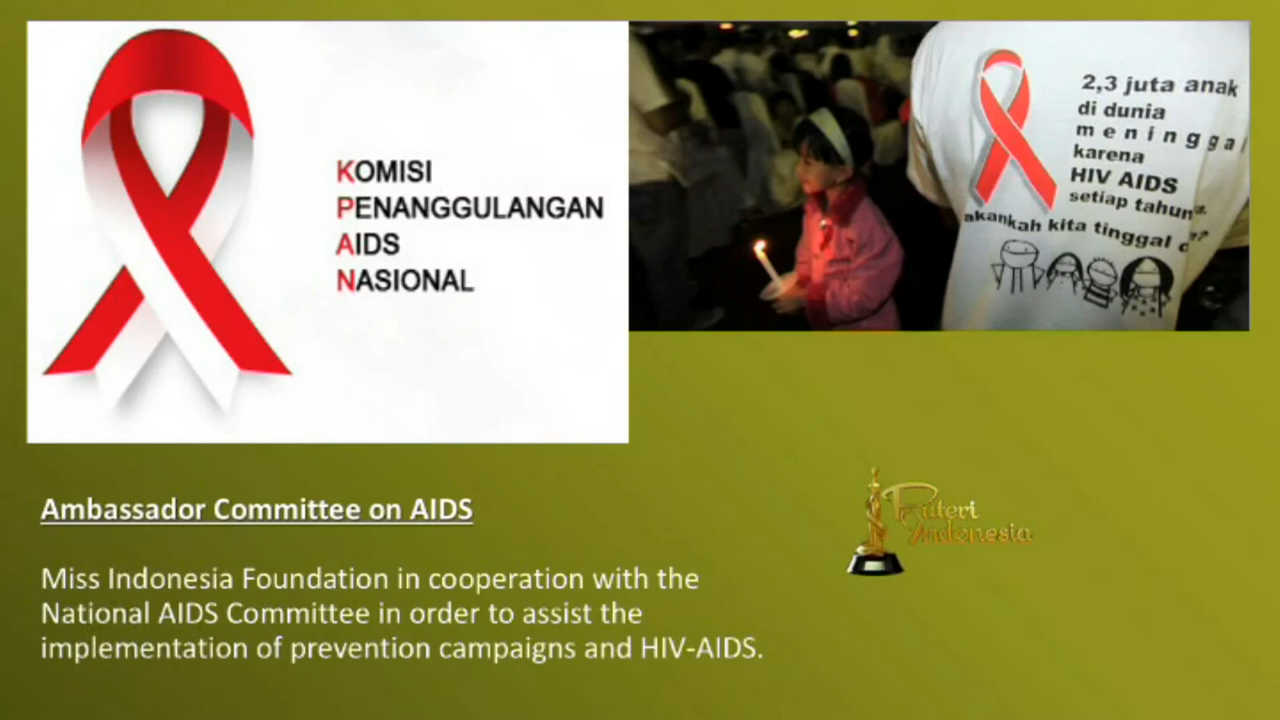 KOMISI
PENANGGULANGAN
AIDS
NASIONAL
2,3 juta anak
di dunia
meningga
karena
HIV AIDS
setiap tahun
akankah kita tinggal
Ambassador Committee on AIDS
Miss Indonesia Foundation in cooperation with the
National AIDS Committee in order to assist the
implementation of prevention campaigns and HIV-AIDS.
Puteri
Indonesia